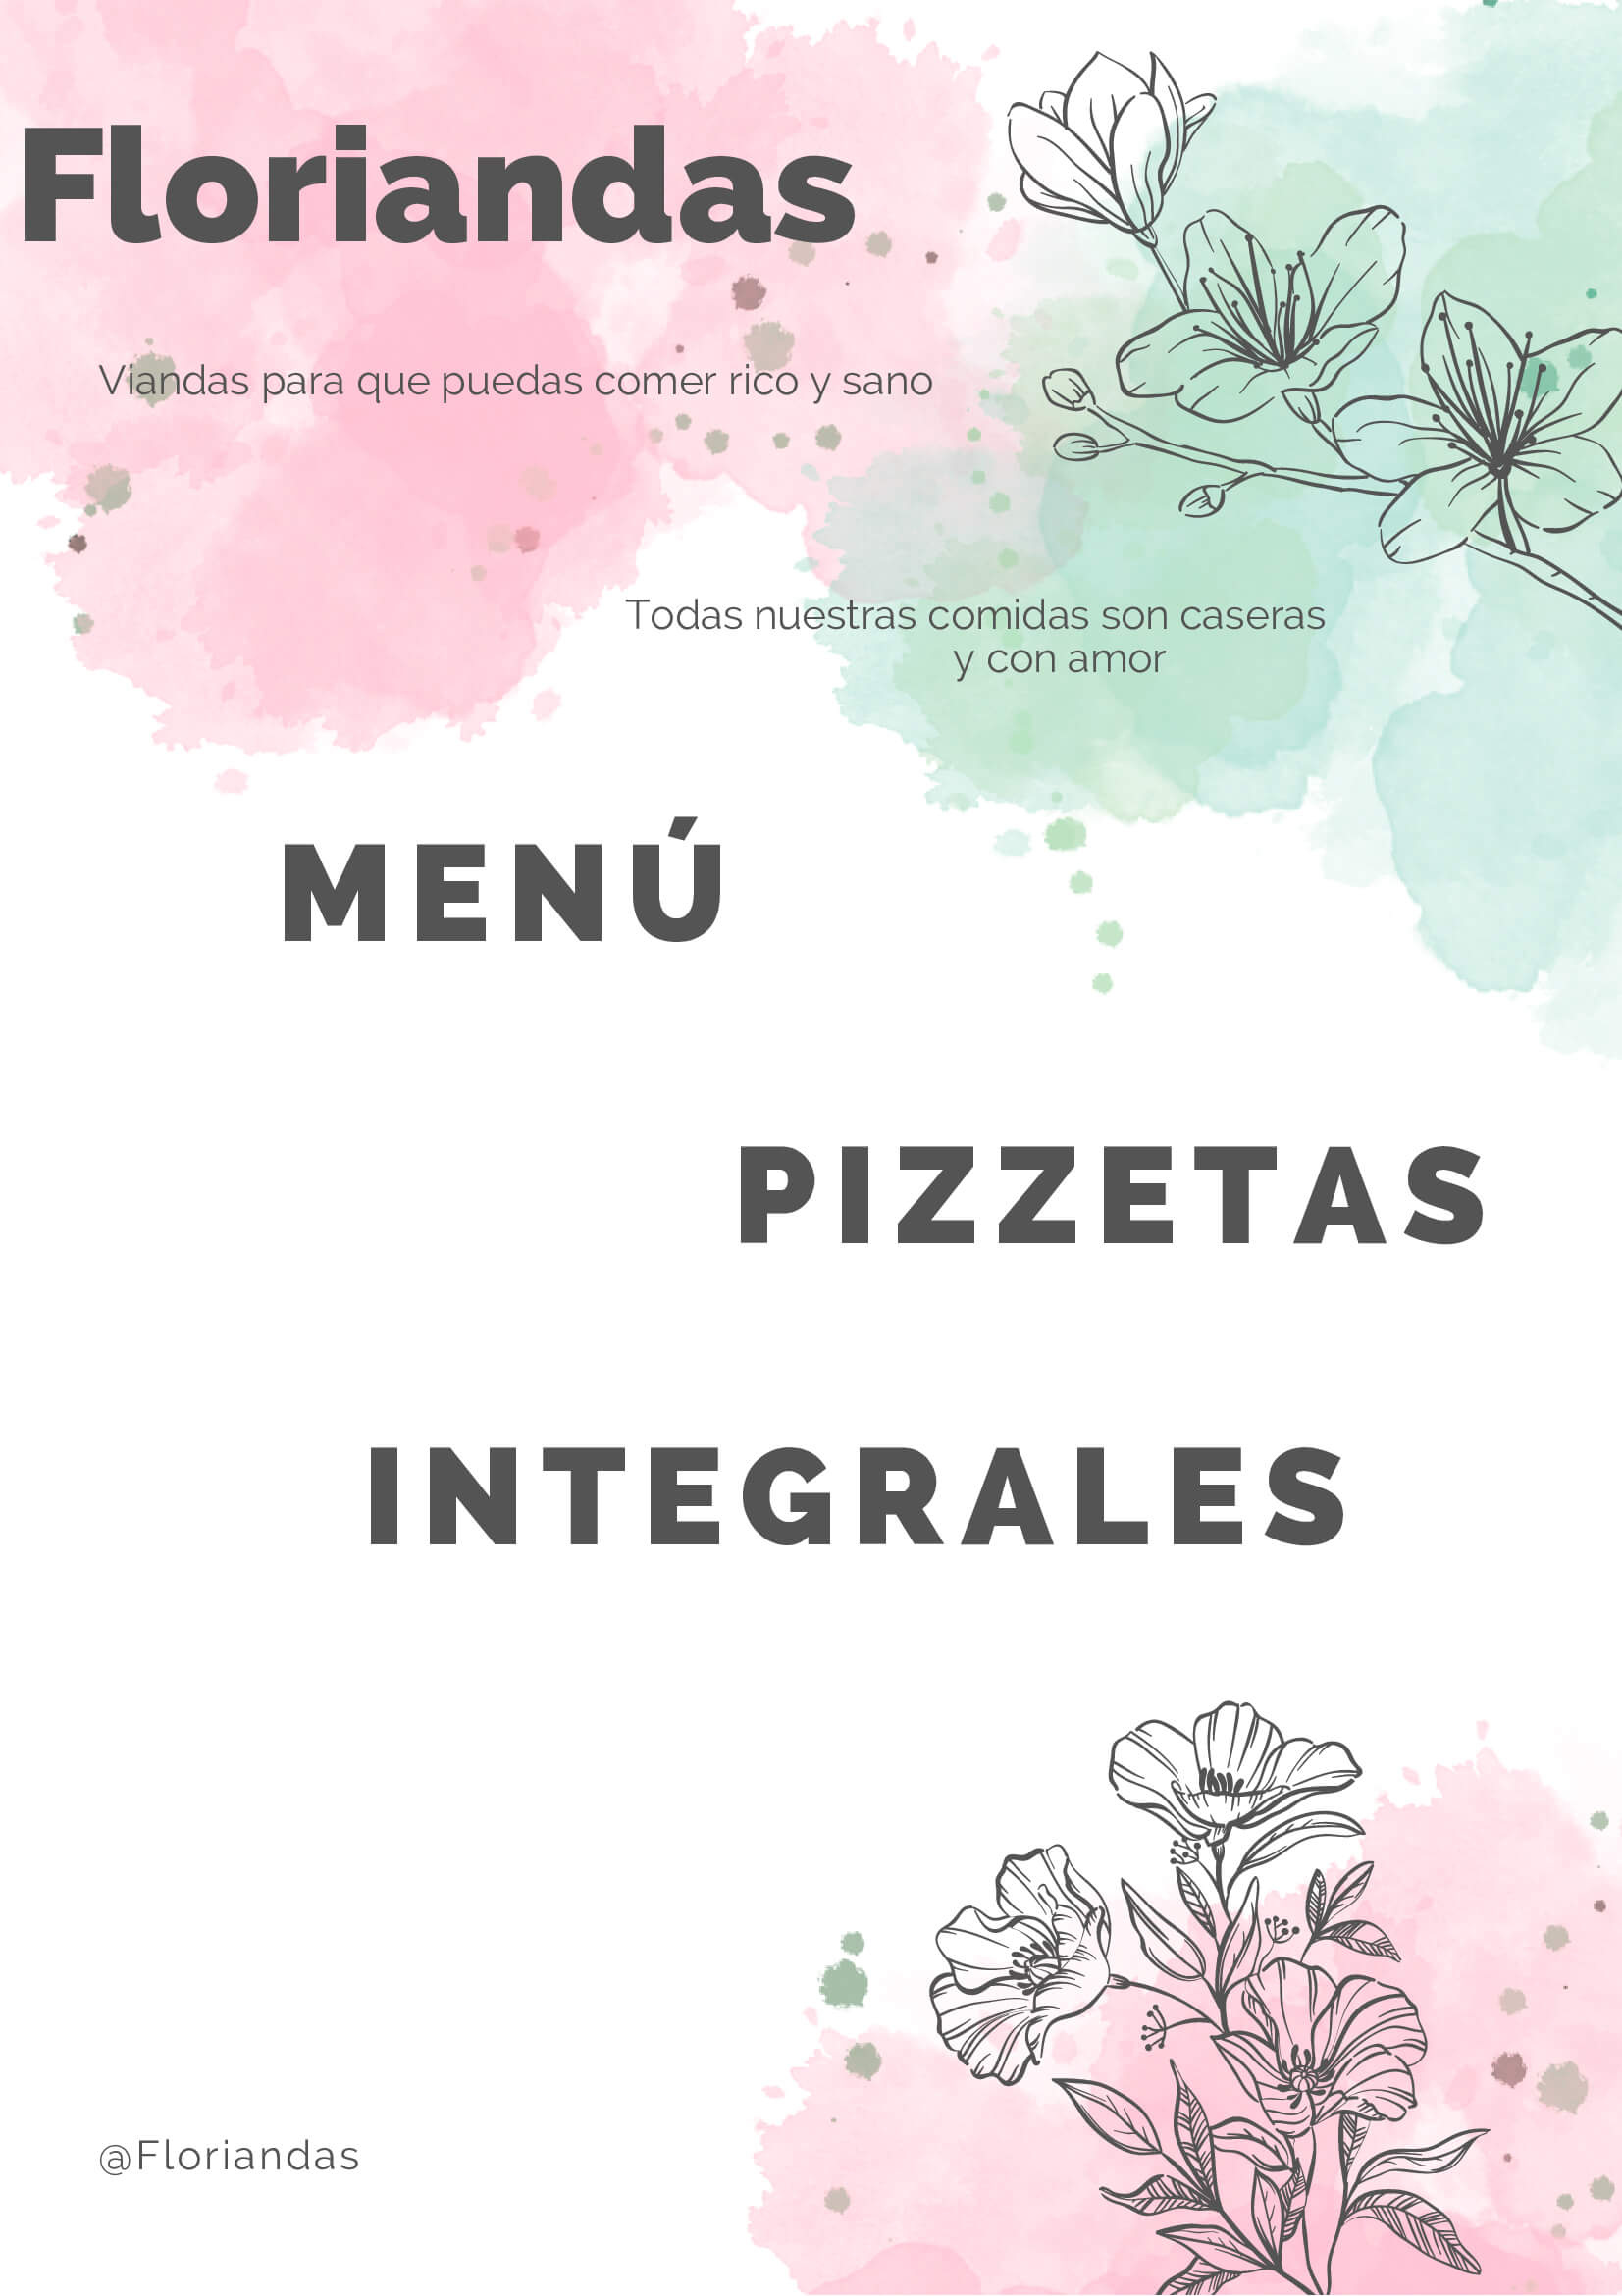 Floriandas
Viandas para que puedas comer rico y sano
Todas nuestras comidas son caseras
y con amor
MENÚ
PIZZETAS
INTEGRALES
@Floriandas